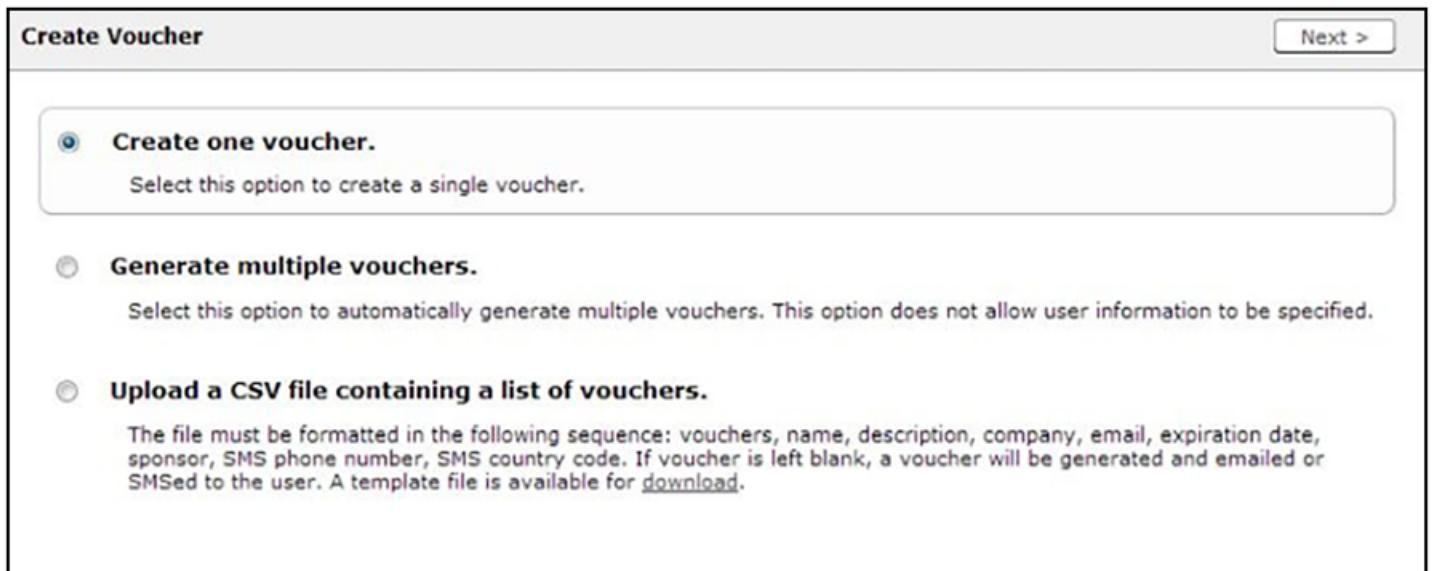 Create Voucher
Next >
Create one voucher.
Select this option to create a single voucher.
Generate multiple vouchers.
Select this option to automatically generate multiple vouchers. This option does not allow user information to be specified.
Upload a CSV file containing a list of vouchers.
The file must be formatted in the following sequence: vouchers, name, description, company, email, expiration date,
sponsor, SMS phone number, SMS country code. If voucher is left blank, a voucher will be generated and emailed or
SMSed to the user. A template file is available for download.